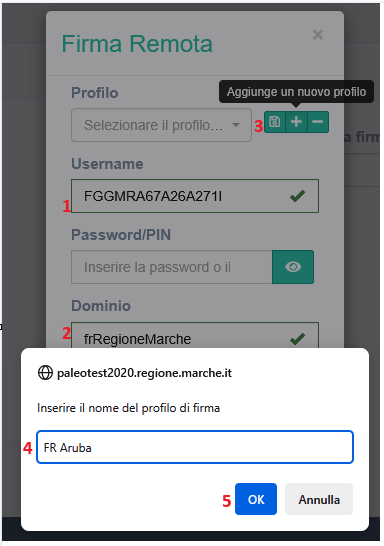 Firma Remota ×
Aggiunge un nuovo profilo
Profilo
Selezionare il profilo... 3
a firm
Username
1 FGGMRA67A26A271I
Password/PIN
Inserire la password o il
Dominio
2 frRegioneMarche
paleotest2020.regione.marche.it
Inserire il nome del profilo di firma
4 FR Aruba
5 OK Annulla